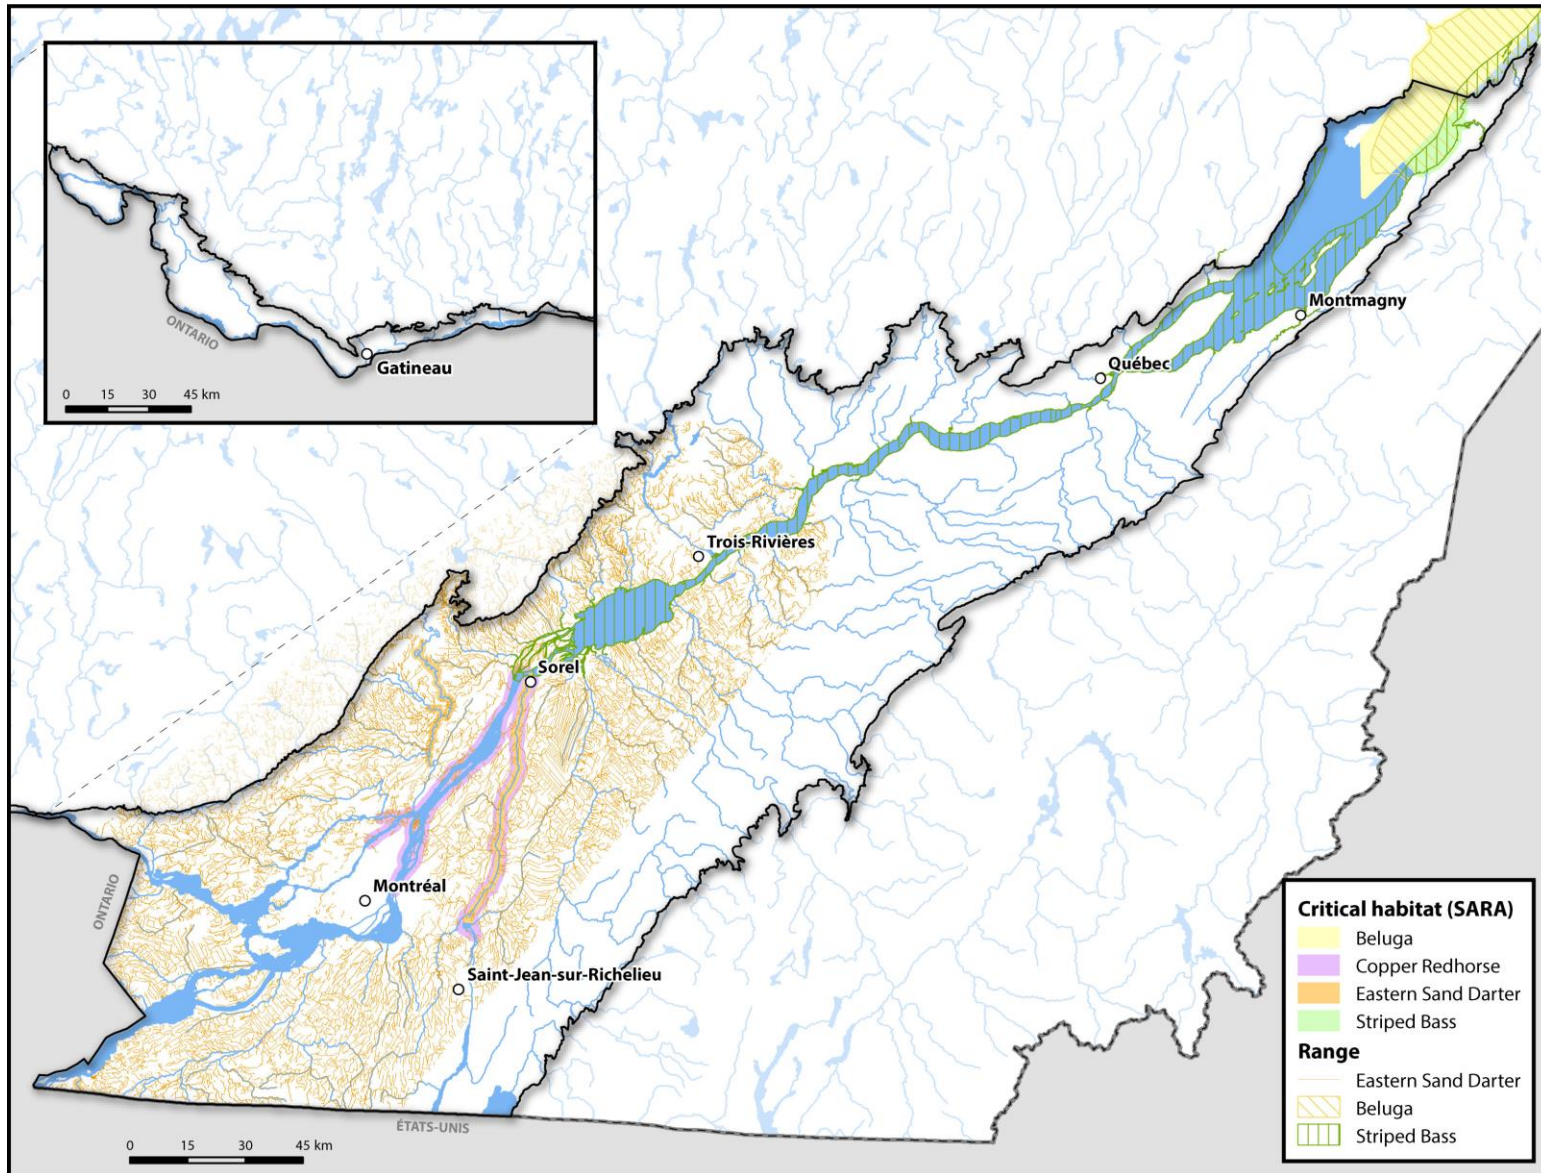 ONTARIO
Gatineau
0 15 30 45 km
Montmagny
Québec
Trois-Rivières
Sorel
Montréal
ONTARIO
Saint-Jean-sur-Richelieu
ÉTATS-UNIS
0 15 30 45 km
Critical habitat (SARA)
Beluga
Copper Redhorse
Eastern Sand Darter
Striped Bass
Range
Eastern Sand Darter
Beluga
Striped Bass